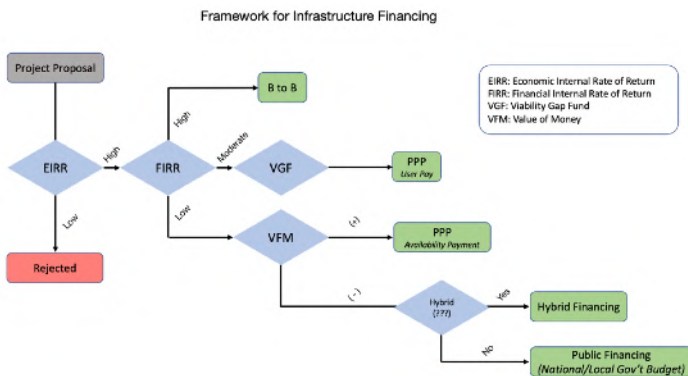 Framework for Infrastructure Financing
Project Proposal
B to B
EIRR: Economic Internal Rate of Return
FIRR: Financial Internal Rate of Return
VGF: Viability Gap Fund
VFM: Value of Money
High
EIRR
High
FIRR
Moderate
VGF
PPP
User Pay
Low
Low
Rejected
VFM
(+)
PPP
Availability Payment
(-)
Hybrid
(???)
Yes
Hybrid Financing
No
Public Financing
(National/Local Gov't Budget)